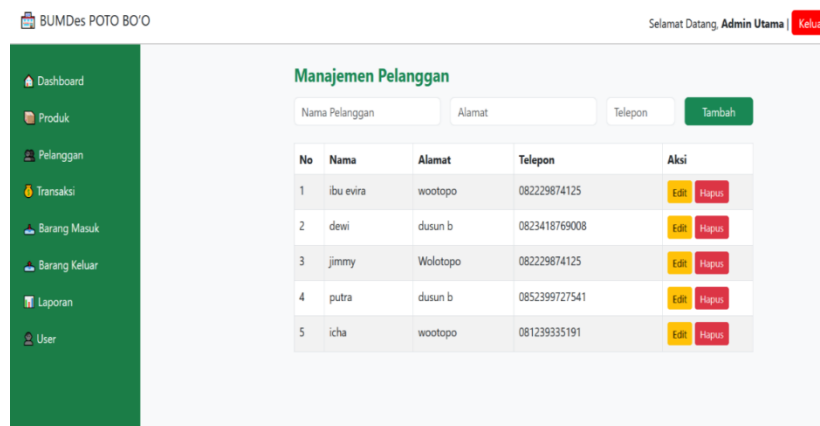 BUMDes POTO BO'O
Selamat Datang, Admin Utama | Kelua
Dashboard
Produk
Pelanggan
Transaksi
Barang Masuk
Barang Keluar
Laporan
User
Manajemen Pelanggan
Nama Pelanggan Alamat Telepon Tambah
No Nama Alamat Telepon Aksi
1 ibu evira wootopo 082229874125 Edit Hapus
2 dewi dusun b 0823418769008 Edit Hapus
3 jimmy Wolotopo 082229874125 Edit Hapus
4 putra dusun b 0852399727541 Edit Hapus
5 icha wootopo 081239335191 Edit Hapus